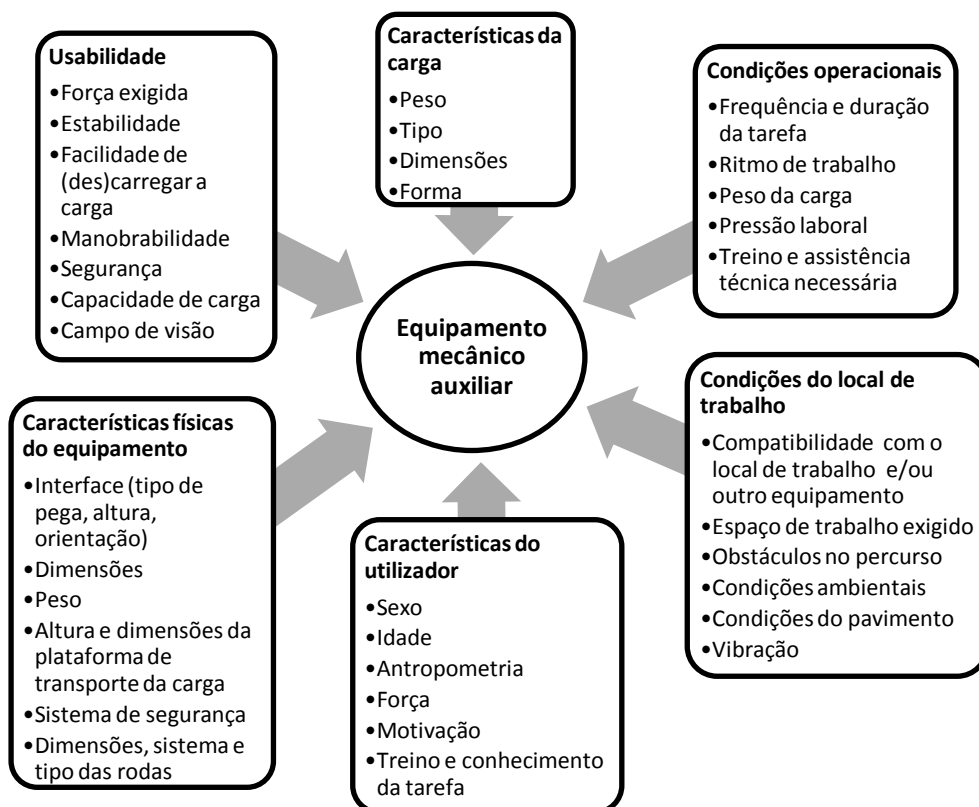 Usabilidade
•Força exigida
•Estabilidade
•Facilidade de
(des)carregar a
carga
•Manobrabilidade
•Segurança
•Capacidade de carga
•Campo de visão
Características da
carga
•Peso
•Tipo
•Dimensões
•Forma
Condições operacionais
•Frequência e duração
da tarefa
•Ritmo de trabalho
•Peso da carga
•Pressão laboral
•Treino e assistência
técnica necessária
Equipamento
mecânico
auxiliar
Características físicas
do equipamento
•Interface (tipo de
pega, altura,
orientação)
•Dimensões
•Peso
•Altura e dimensões da
plataforma de
transporte da carga
•Sistema de segurança
•Dimensões, sistema e
tipo das rodas
Características do
utilizador
•Sexo
•Idade
•Antropometria
•Força
•Motivação
•Treino e conhecimento
da tarefa
Condições do local de
trabalho
•Compatibilidade com o
local de trabalho e/ou
outro equipamento
•Espaço de trabalho exigido
•Obstáculos no percurso
•Condições ambientais
•Condições do pavimento
•Vibração